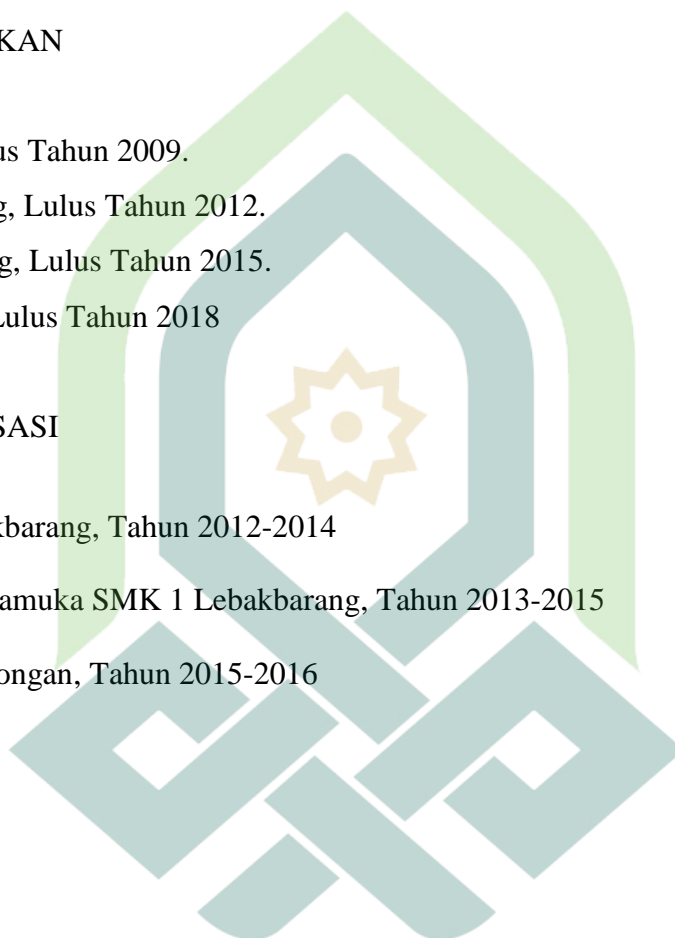 KAN
us Tahun 2009.
g, Lulus Tahun 2012.
g, Lulus Tahun 2015.
Lulus Tahun 2018
SASI
kbarang, Tahun 2012-2014
amuka SMK 1 Lebakbarang, Tahun 2013-2015
ongan, Tahun 2015-2016